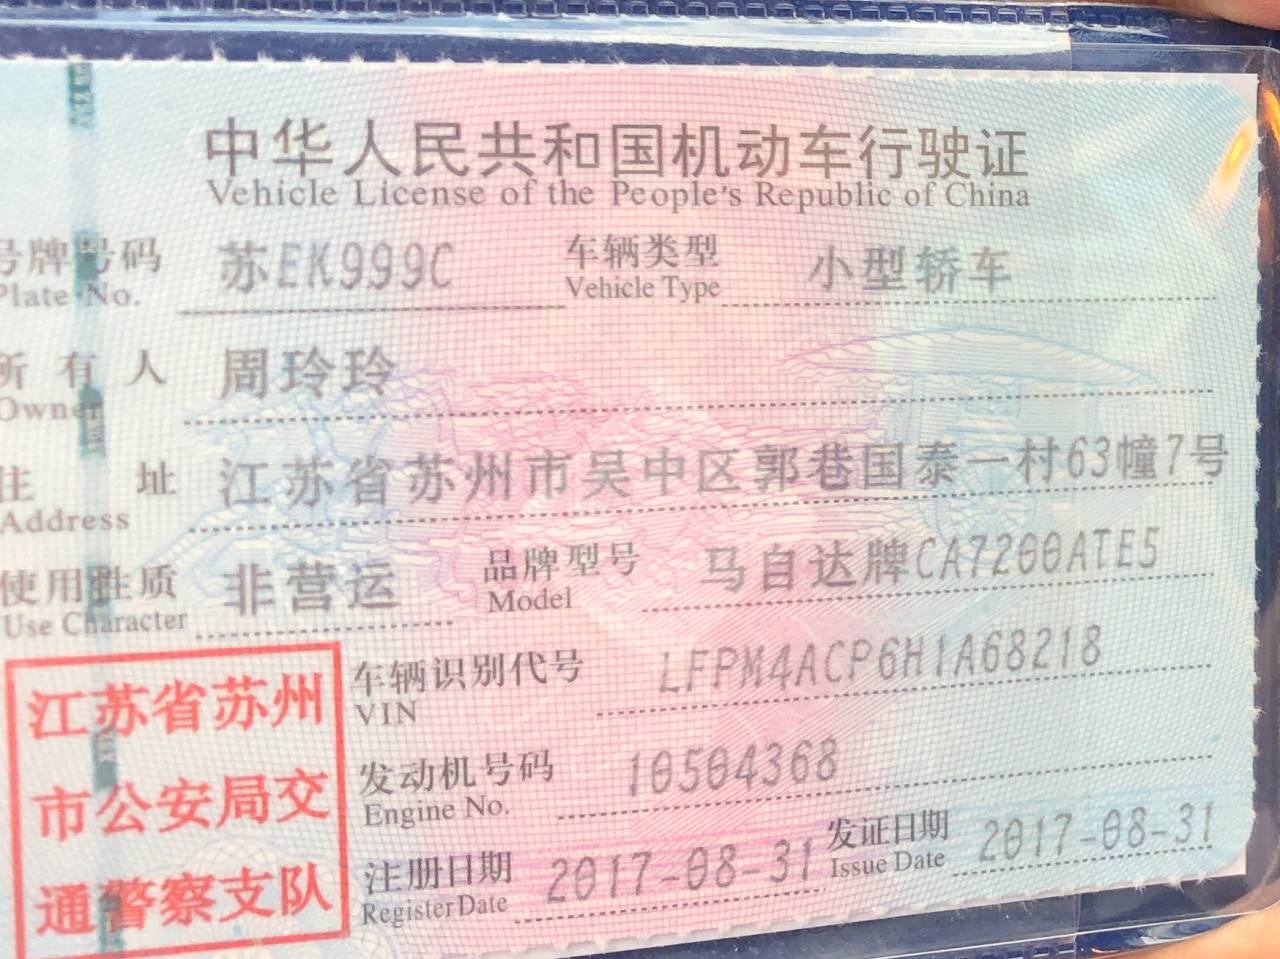 中华人民共和国机动车行驶证
Vehicle License of the People's Republic of China
号牌号码 苏EK999C 车辆类型 小型轿车
Plate No. Vehicle Type
所有人 周玲玲
Owner
住址 江苏省苏州市吴中区郭巷国泰一村63幢7号
Address
使用性质 非营运 品牌型号 马自达牌CA7200ATE5
Use Character Model
车辆识别代号 LFPM4ACP6H1A68218
VIN
发动机号码 10504368
Engine No.
注册日期 2017-08-31 发证日期 2017-08-31
Register Date Issue Date
江苏省苏州
市公安局交
通警察支队